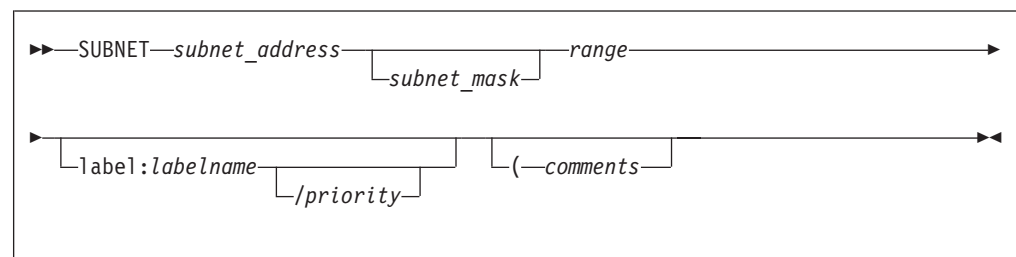 SUBNET subnet_address range
subnet_mask
label:labelname ( comments
/priority